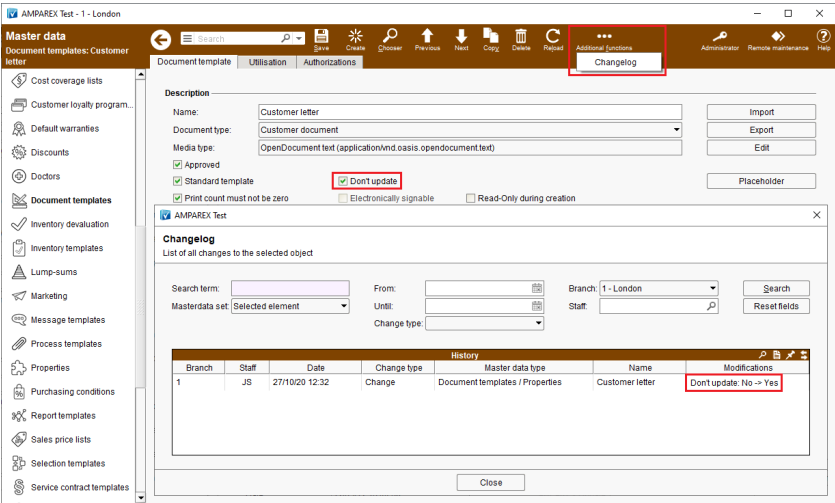 AMPAREX Test - 1 - London
Master data
Document templates: Customer
letter
Search
Save
Create
Chooser
Previous
Next
Copy
Delete
Reload
Additional functions
Administrator
Remote maintenance
Help
Changelog
Document template
Utilisation
Authorizations
Cost coverage lists
Customer loyalty program...
Default warranties
Discounts
Doctors
Document templates
Inventory devaluation
Inventory templates
Lump-sums
Marketing
Message templates
Process templates
Properties
Purchasing conditions
Report templates
Sales price lists
Selection templates
Service contract templates
Description
Name: Customer letter
Import
Document type: Customer document
Export
Media type: OpenDocument text (application/vnd.oasis.opendocument.text)
Edit
Approved
Standard template
Don't update
Placeholder
Print count must not be zero
Electronically signable
Read-Only during creation
AMPAREX Test
Changelog
List of all changes to the selected object
Search term:
From:
Branch: 1 - London
Search
Masterdata set: Selected element
Until:
Staff:
Reset fields
Change type:
History
Branch Staff Date Change type Master data type Name Modifications
1 JS 27/10/20 12:32 Change Document templates / Properties Customer letter Don't update: No -> Yes
Close